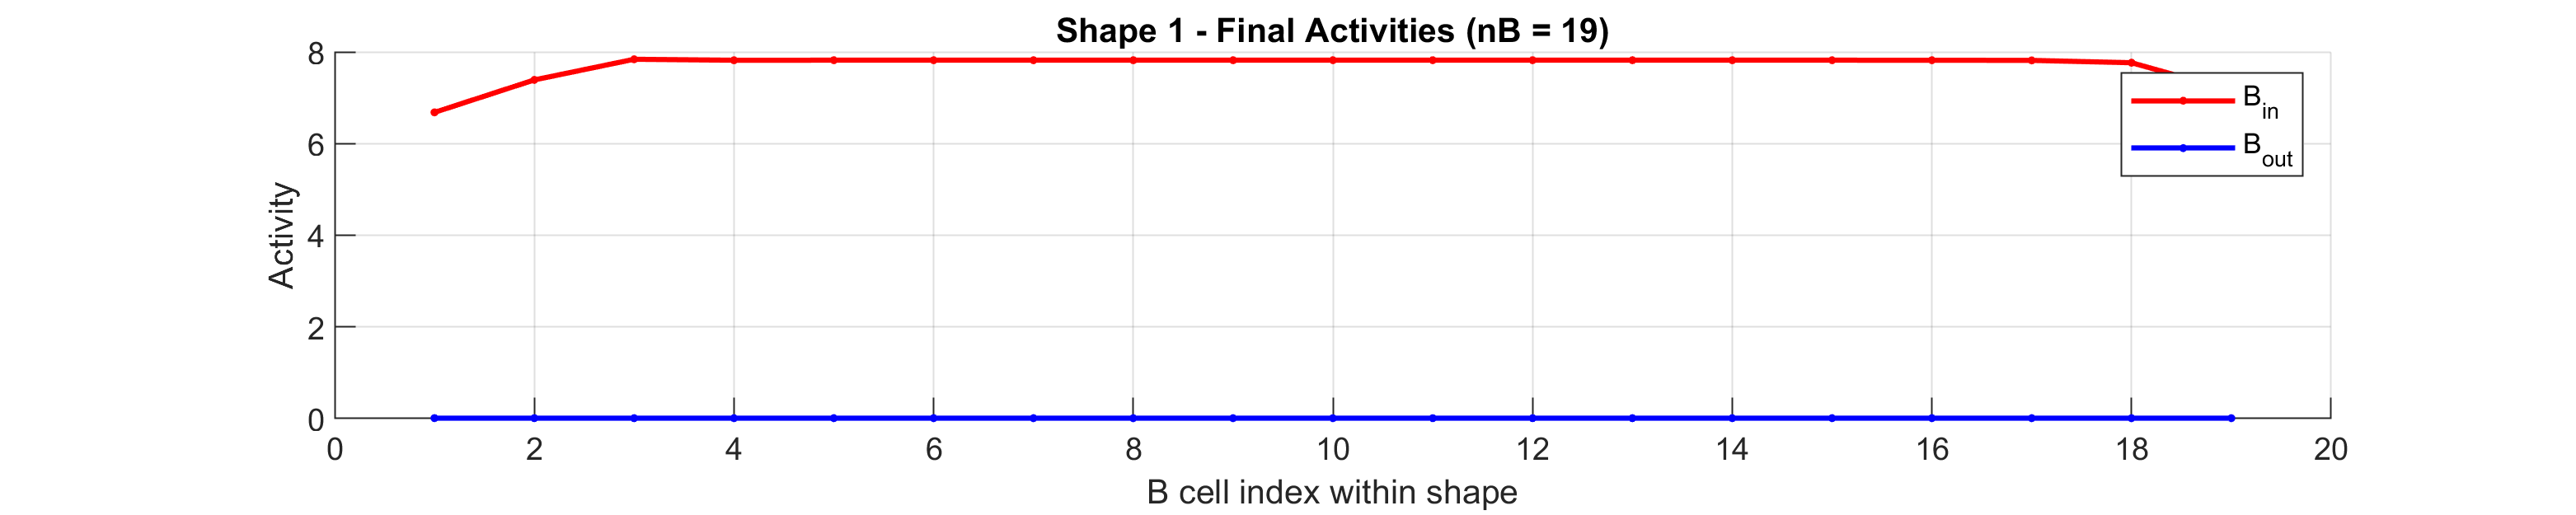 Shape 1 - Final Activities (nB = 19)
8
6
4
2
0
Activity
B_in
B_out
0 2 4 6 8 10 12 14 16 18 20
B cell index within shape